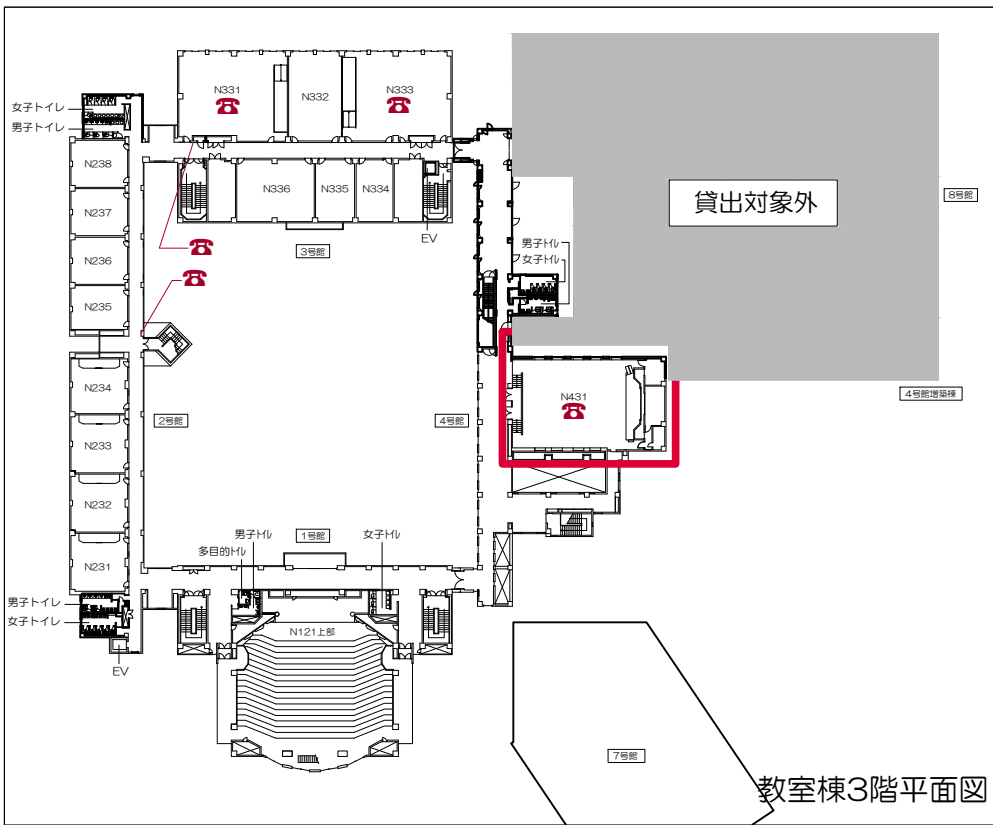 N331
N332
N333
女子トイレ
男子トイレ
N238
N336
N335
N334
貸出対象外
8号館
N237
EV
3号館
男子トイレ
女子トイレ
N236
N235
N234
N431
4号館増築棟
2号館
4号館
N233
N232
男子トイレ
1号館
女子トイレ
多目的トイレ
N231
男子トイレ
女子トイレ
N121上部
EV
7号館
教室棟3階平面図